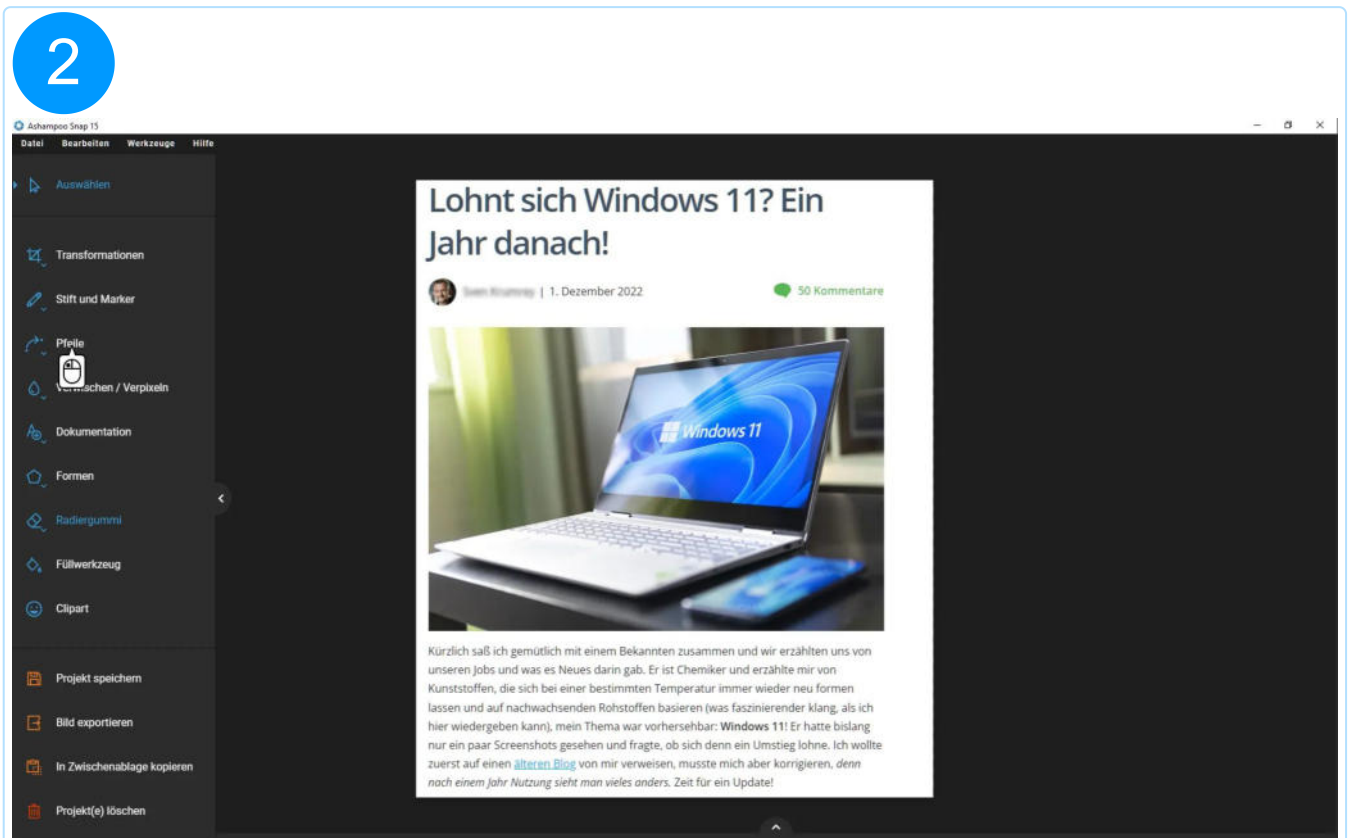 2
Ashampoo Snap 15
Datei Bearbeiten Werkzeuge Hilfe
Auswählen
Transformationen
Stift und Marker
Pfeile
/ Verpixeln
Dokumentation
Formen
Radiergummi
Füllwerkzeug
Clipart
Projekt speichern
Bild exportieren
In Zwischenablage kopieren
Projekt(e) löschen
Lohnt sich Windows 11? Ein
Jahr danach!
| 1. Dezember 2022
50 Kommentare
Windows 11
Kürzlich saß ich gemütlich mit einem Bekannten zusammen und wir erzählten uns von
unseren Jobs und was es Neues darin gab. Er ist Chemiker und erzählte mir von
Kunststoffen, die sich bei einer bestimmten Temperatur immer wieder neu formen
lassen und auf nachwachsenden Rohstoffen basieren (was faszinierender klang, als ich
hier wiedergeben kann), mein Thema war vorhersehbar: Windows 11! Er hatte bislang
nur ein paar Screenshots gesehen und fragte, ob sich denn ein Umstieg lohne. Ich wollte
zuerst auf einen älteren Blog von mir verweisen, musste mich aber korrigieren, denn
nach einem Jahr Nutzung sieht man vieles anders. Zeit für ein Update!